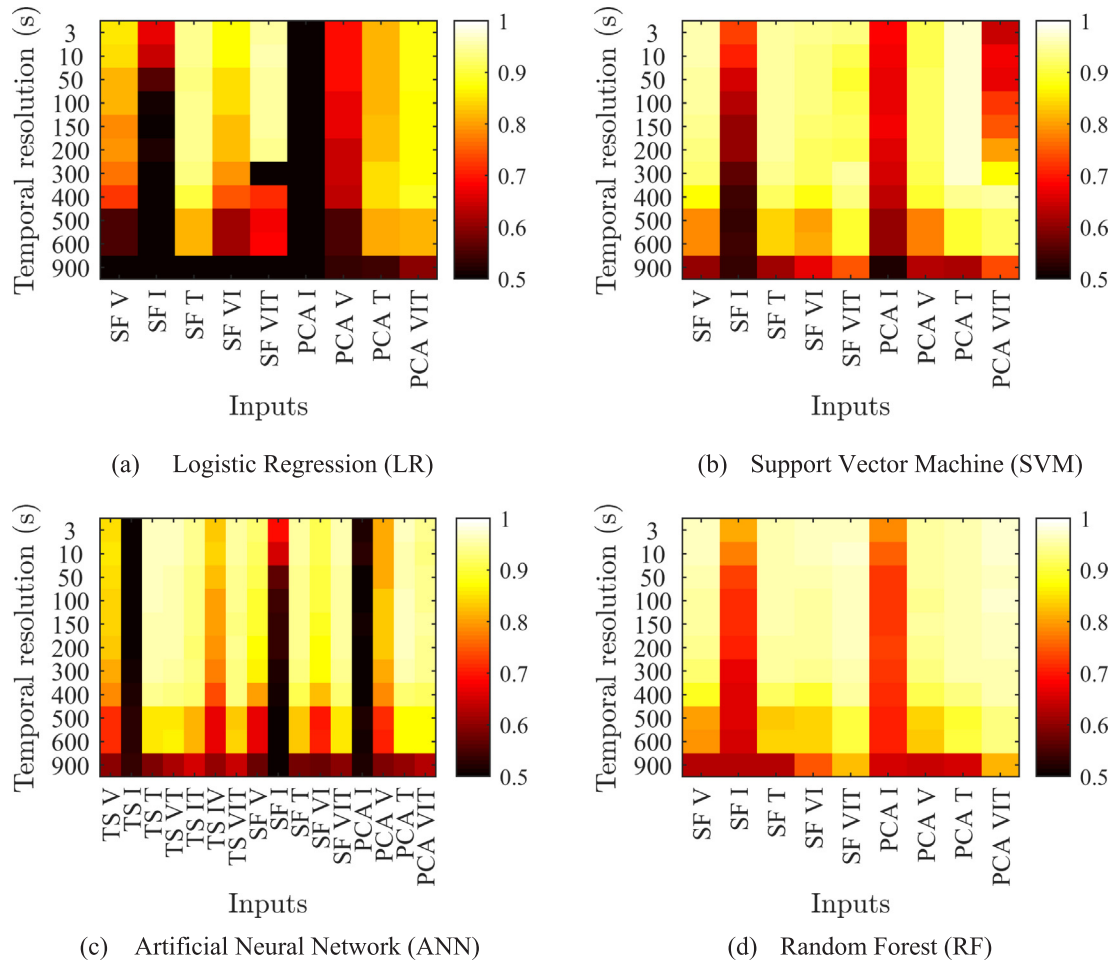 Temporal resolution (s)
3
10
50
100
150
200
300
400
500
600
900
SF V
SF I
SF T
SF VI
SF VIT
PCA I
PCA V
PCA T
PCA VIT
Inputs
1
0.9
0.8
0.7
0.6
0.5
(a) Logistic Regression (LR)
Temporal resolution (s)
3
10
50
100
150
200
300
400
500
600
900
SF V
SF I
SF T
SF VI
SF VIT
PCA I
PCA V
PCA T
PCA VIT
Inputs
1
0.9
0.8
0.7
0.6
0.5
(b) Support Vector Machine (SVM)
Temporal resolution (s)
3
10
50
100
150
200
300
400
500
600
900
TS V
TS I
TS T
TS VT
TS IT
TS IV
TS VIT
SF V
SF I
SF T
SF VI
SF VIT
PCA I
PCA V
PCA T
PCA VIT
Inputs
1
0.9
0.8
0.7
0.6
0.5
(c) Artificial Neural Network (ANN)
Temporal resolution (s)
3
10
50
100
150
200
300
400
500
600
900
SF V
SF I
SF T
SF VI
SF VIT
PCA I
PCA V
PCA T
PCA VIT
Inputs
1
0.9
0.8
0.7
0.6
0.5
(d) Random Forest (RF)